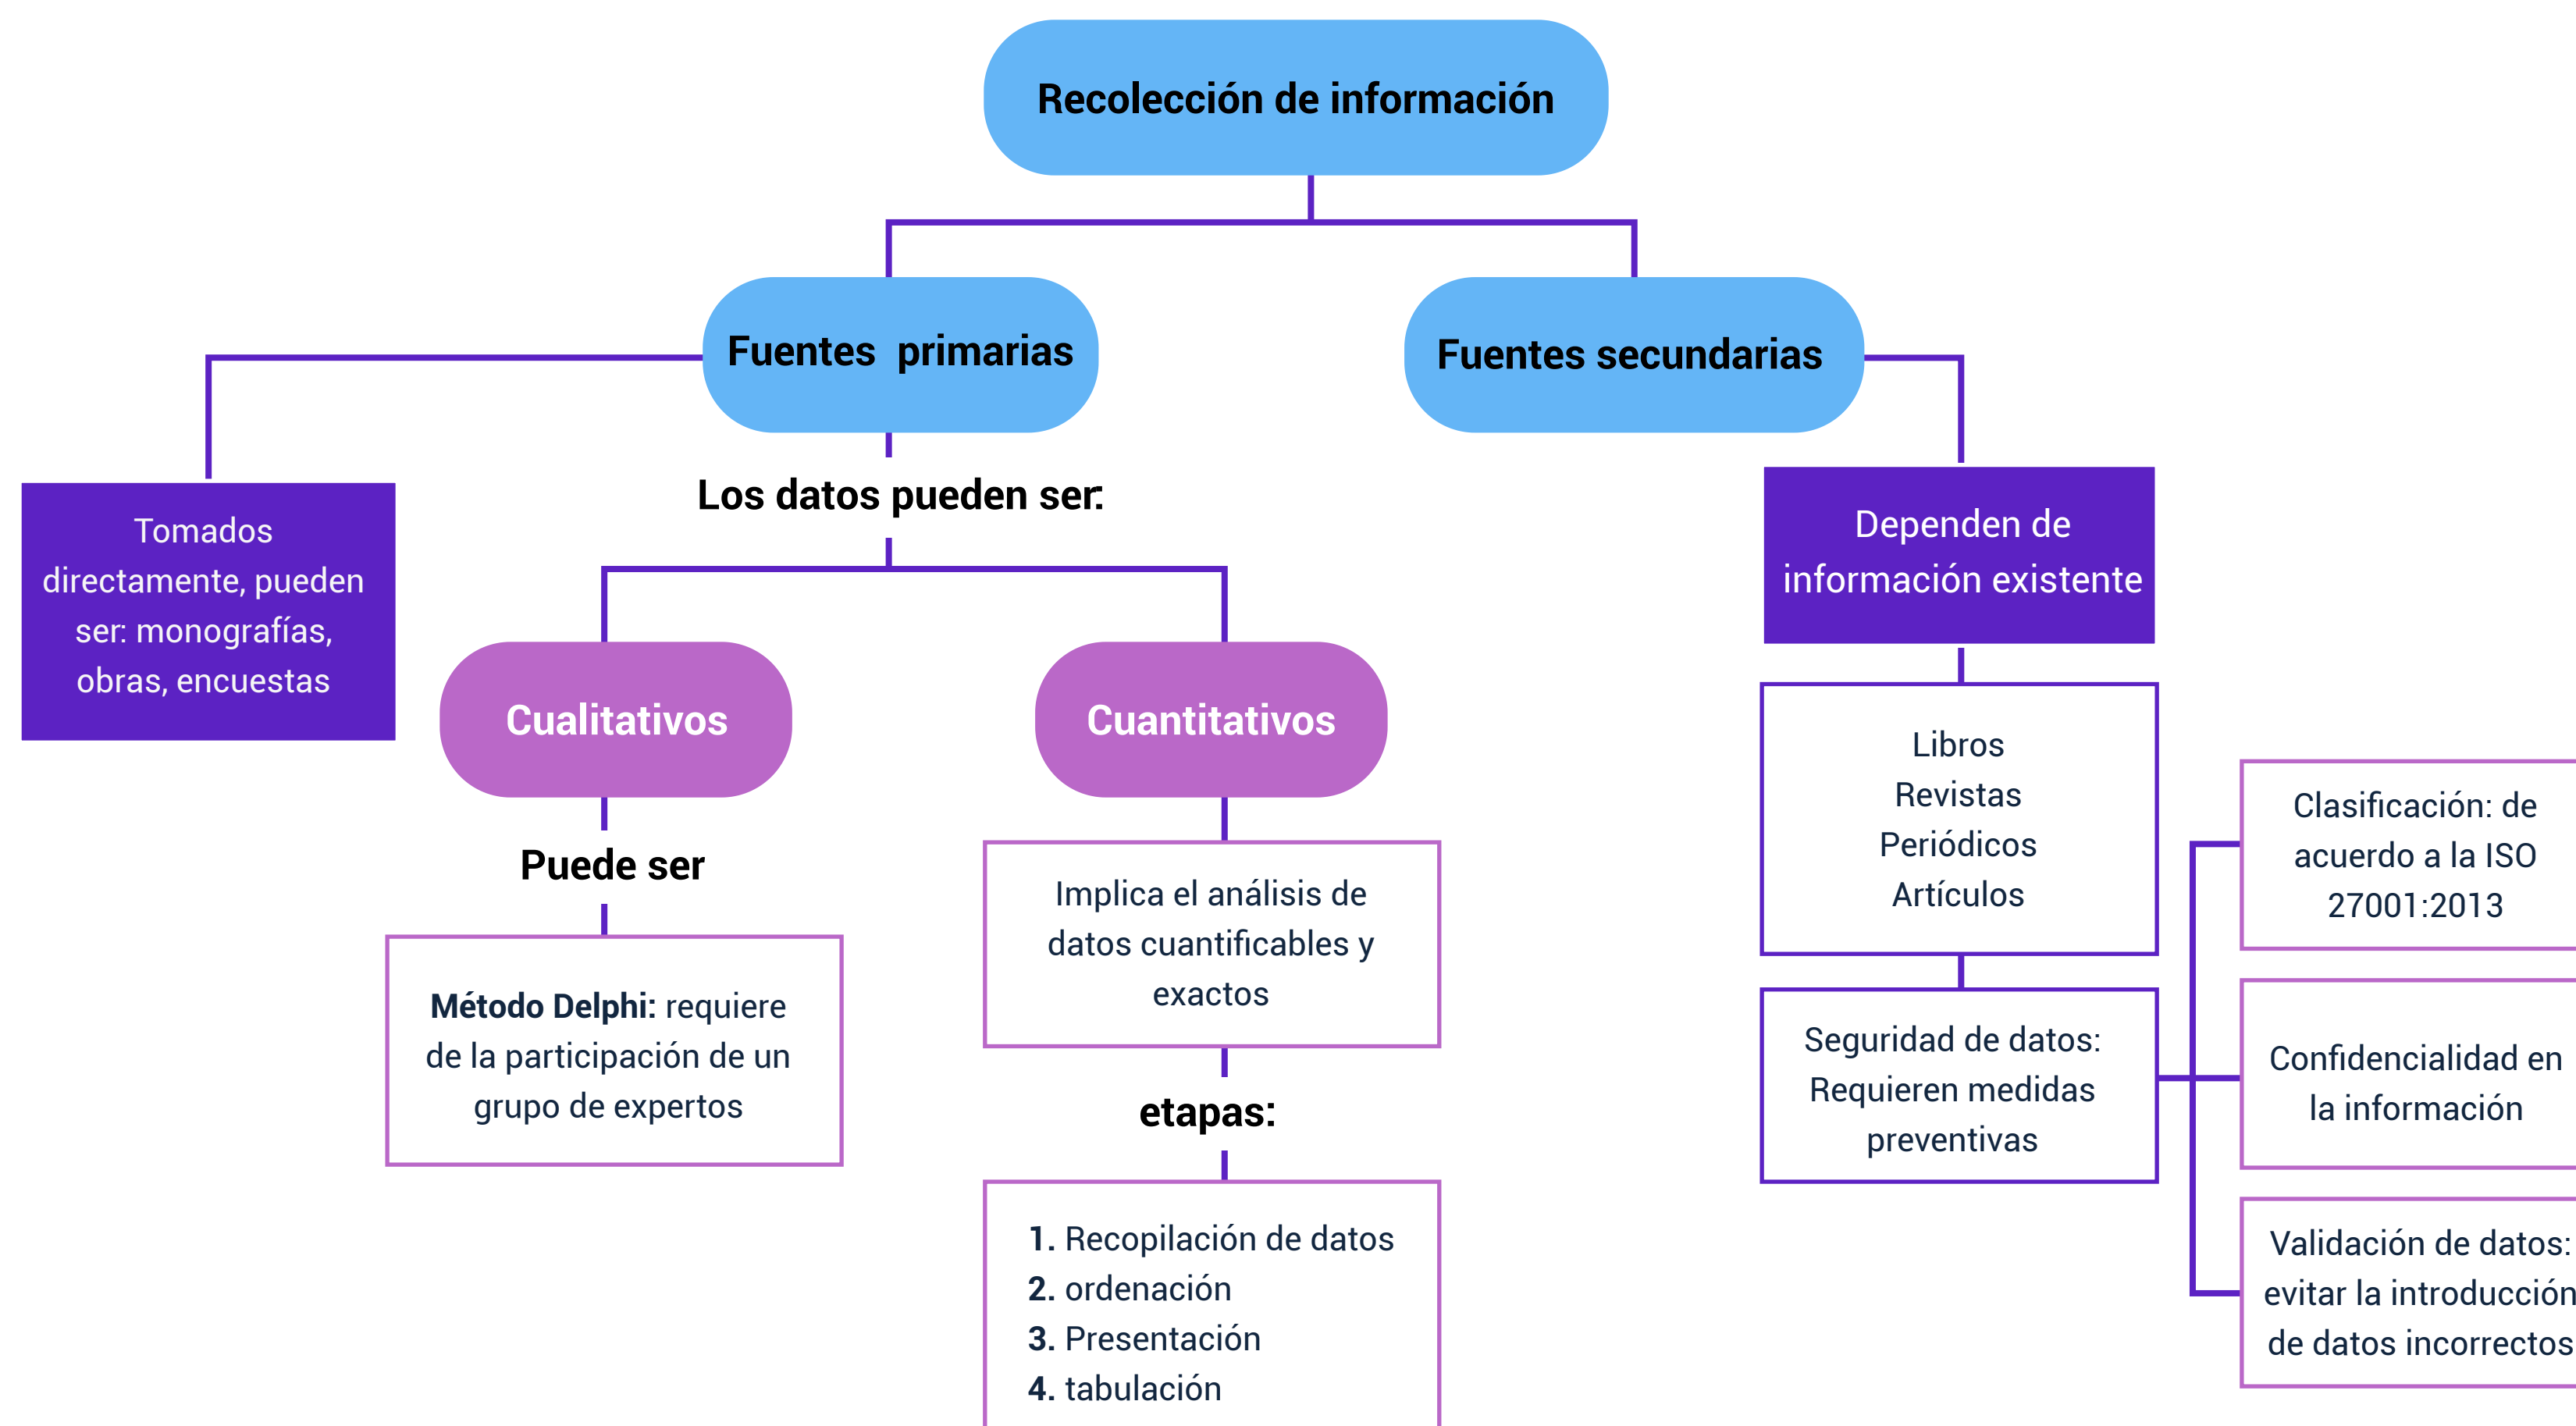 Recolección de información
Fuentes primarias
Fuentes secundarias
Tomados
directamente, pueden
ser: monografías,
obras, encuestas
Los datos pueden ser:
Cualitativos
Puede ser
Método Delphi: requiere
de la participación de un
grupo de expertos
Cuantitativos
Implica el análisis de
datos cuantificables y
exactos
etapas:
1. Recopilación de datos
2. ordenación
3. Presentación
4. tabulación
Dependen de
información existente
Libros
Revistas
Periódicos
Artículos
Seguridad de datos:
Requieren medidas
preventivas
Clasificación: de
acuerdo a la ISO
27001:2013
Confidencialidad en
la información
Validación de datos:
evitar la introducción
de datos incorrectos